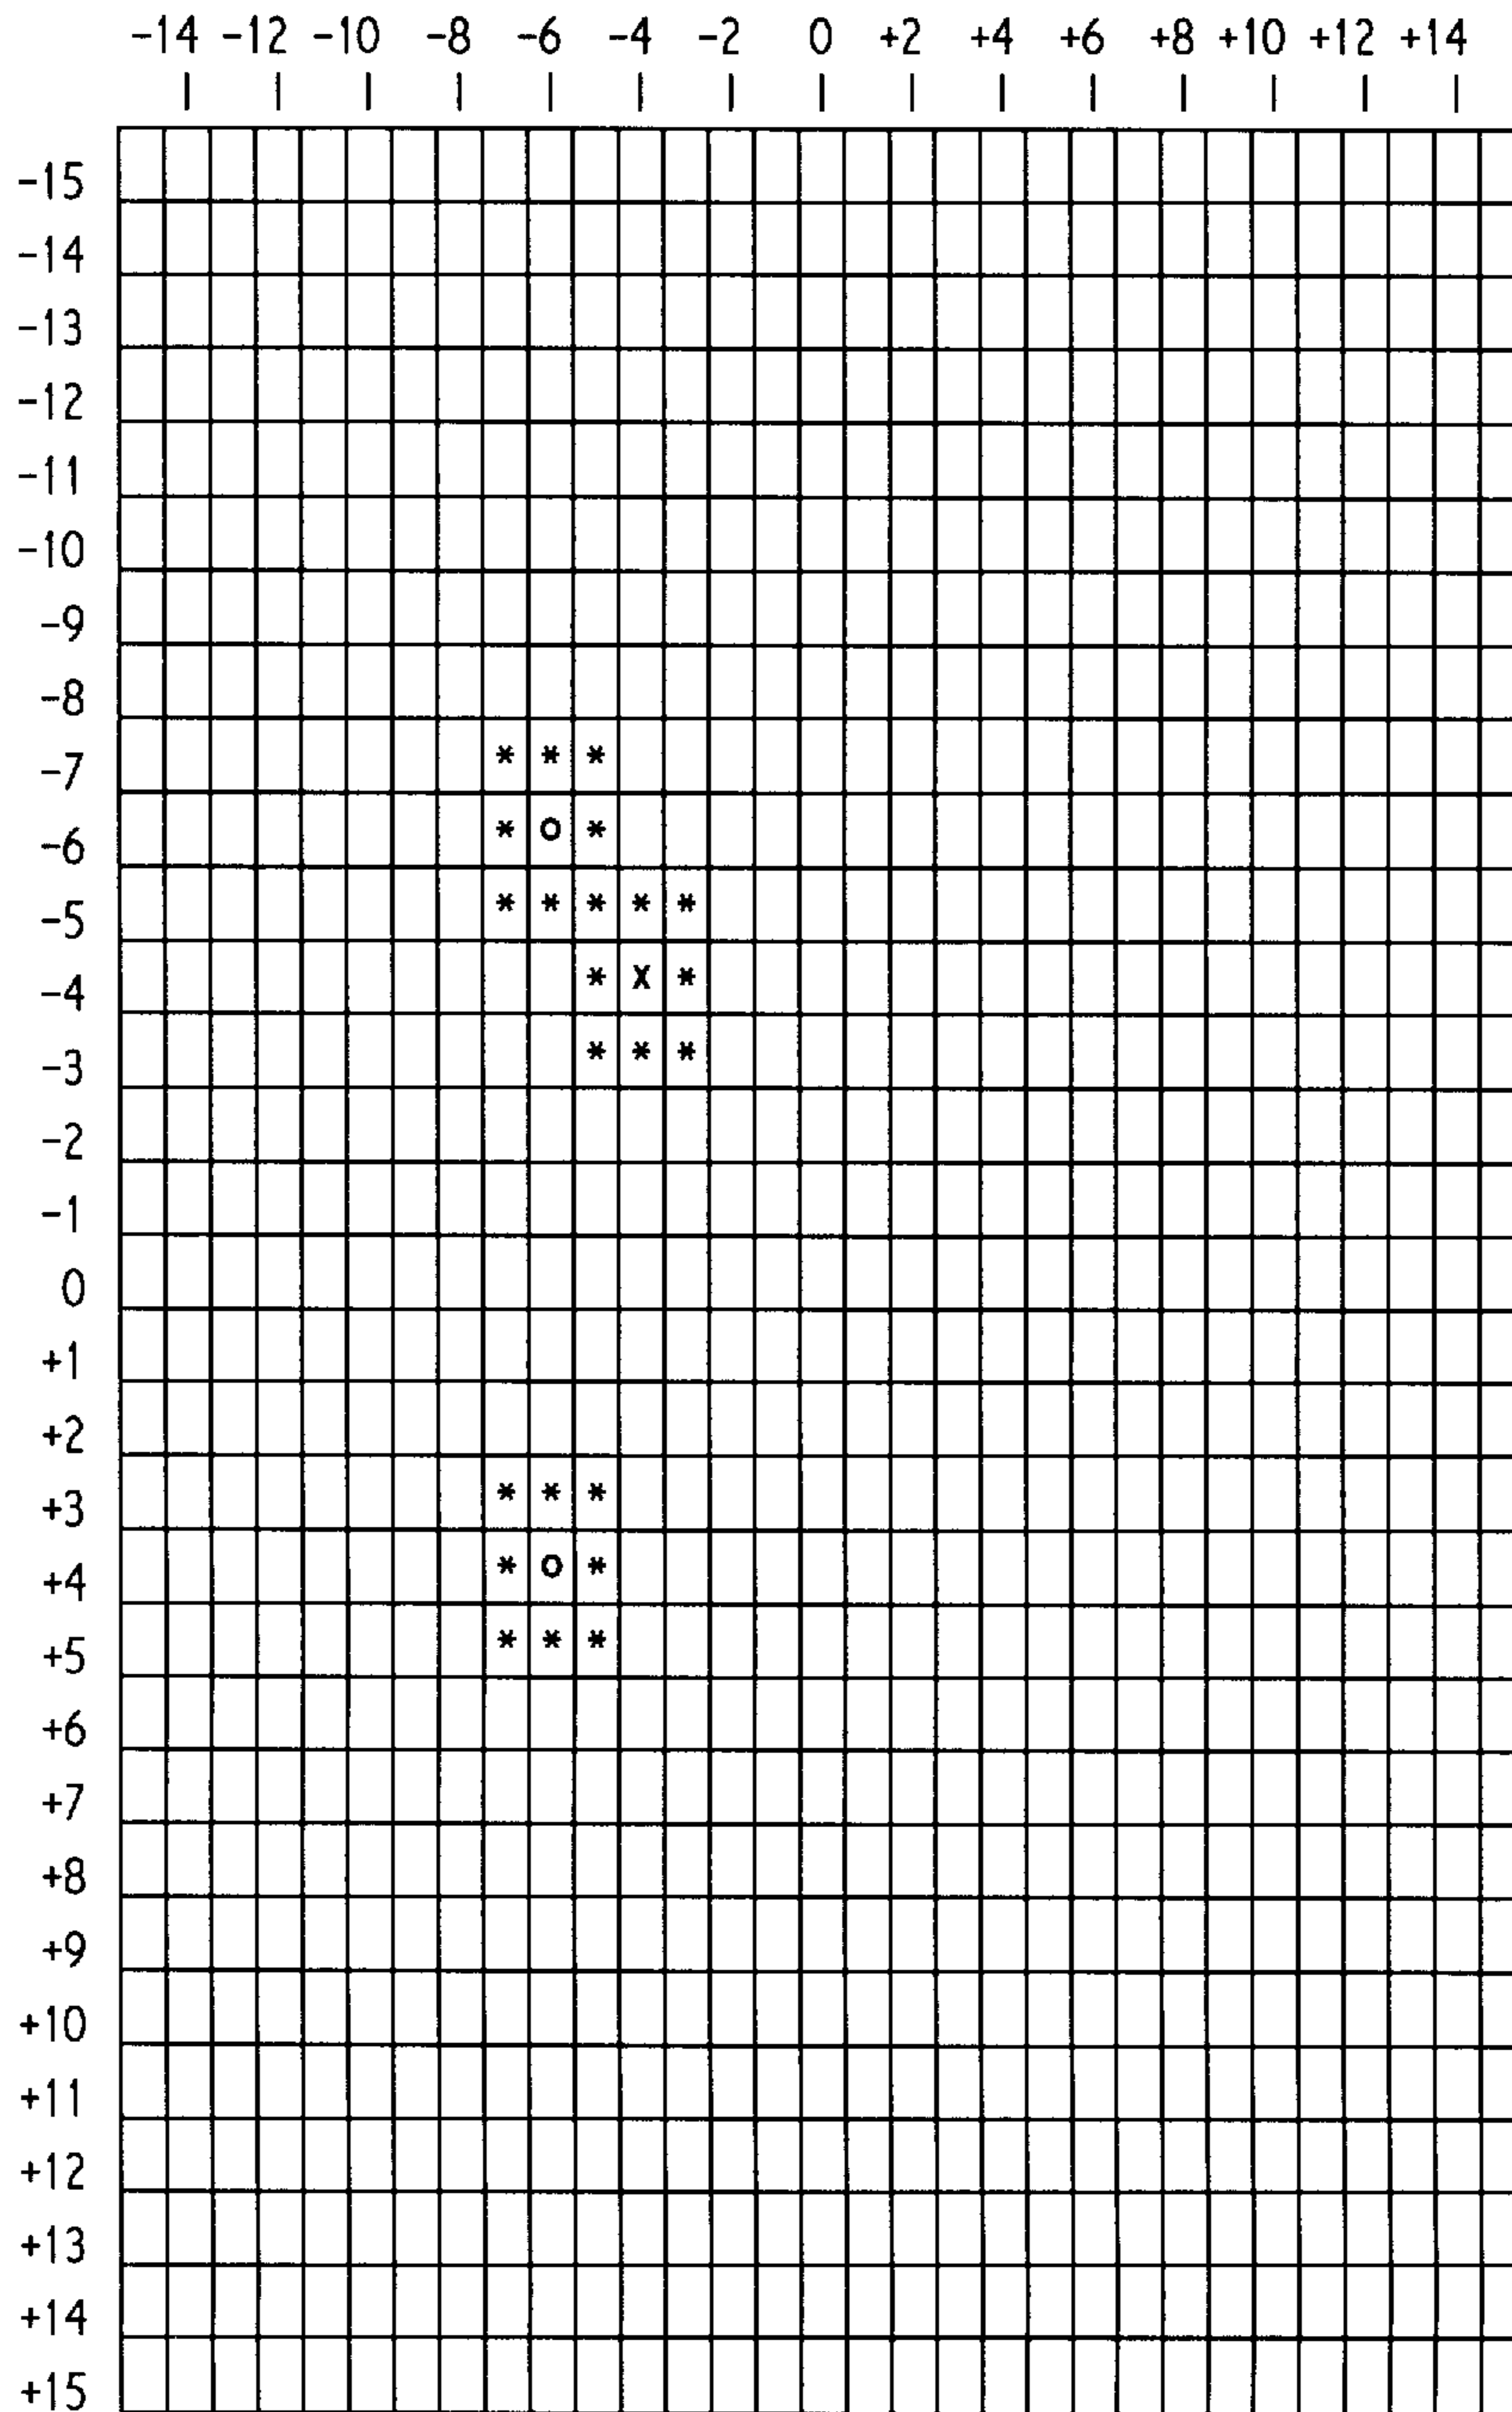 -14 -12 -10 -8 -6 -4 -2 0 +2 +4 +6 +8 +10 +12 +14
-15
-14
-13
-12
-11
-10
-9
-8
-7 * * *
-6 * O *
-5 * * * * *
-4 * X *
-3 * * *
-2
-1
0
+1
+2
+3 * * *
+4 * O *
+5 * * *
+6
+7
+8
+9
+10
+11
+12
+13
+14
+15